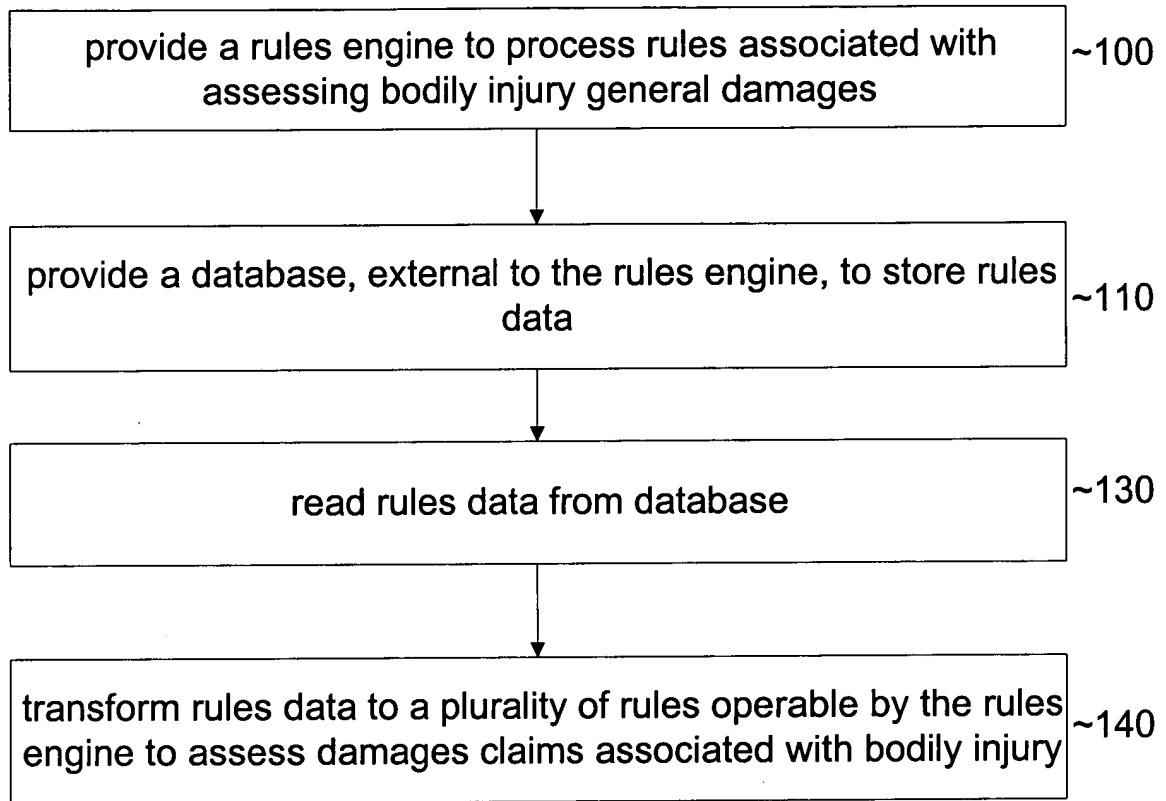 provide a rules engine to process rules associated with
assessing bodily injury general damages
~100
provide a database, external to the rules engine, to store rules
data
~110
read rules data from database
~130
transform rules data to a plurality of rules operable by the rules
engine to assess damages claims associated with bodily injury
~140